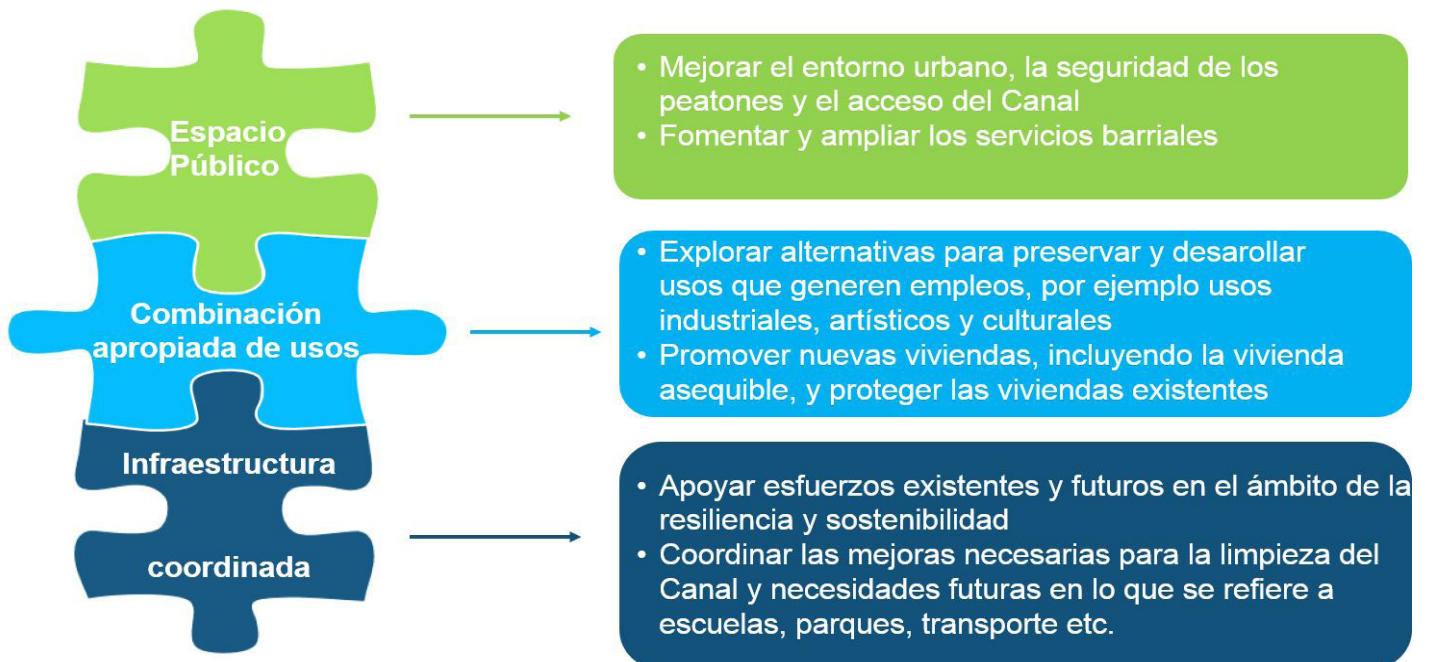 Espacio
Público
• Mejorar el entorno urbano, la seguridad de los
peatones y el acceso del Canal
• Fomentar y ampliar los servicios barriales
Combinación
apropiada de usos
• Explorar alternativas para preservar y desarollar
usos que generen empleos, por ejemplo usos
industriales, artísticos y culturales
• Promover nuevas viviendas, incluyendo la vivienda
asequible, y proteger las viviendas existentes
Infraestructura
coordinada
• Apoyar esfuerzos existentes y futuros en el ámbito de la
resiliencia y sostenibilidad
• Coordinar las mejoras necesarias para la limpieza del
Canal y necesidades futuras en lo que se refiere a
escuelas, parques, transporte etc.